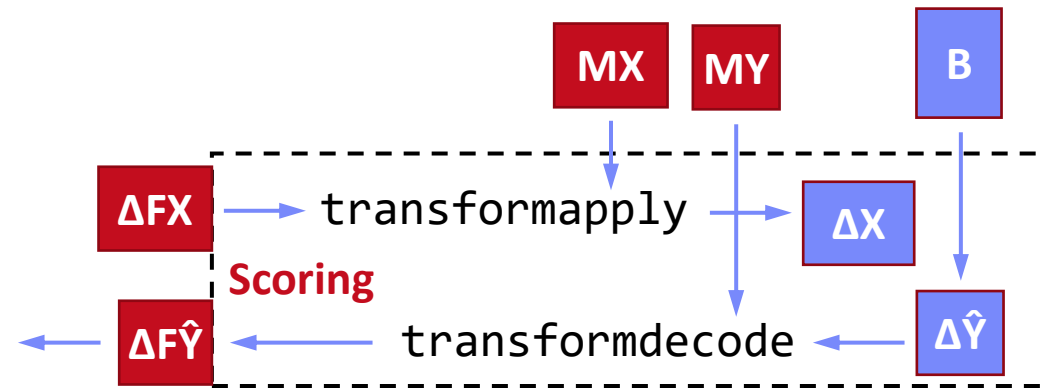 MX MY B
ΔFX transformapply ΔX
Scoring
ΔFŶ transformdecode ΔŶ